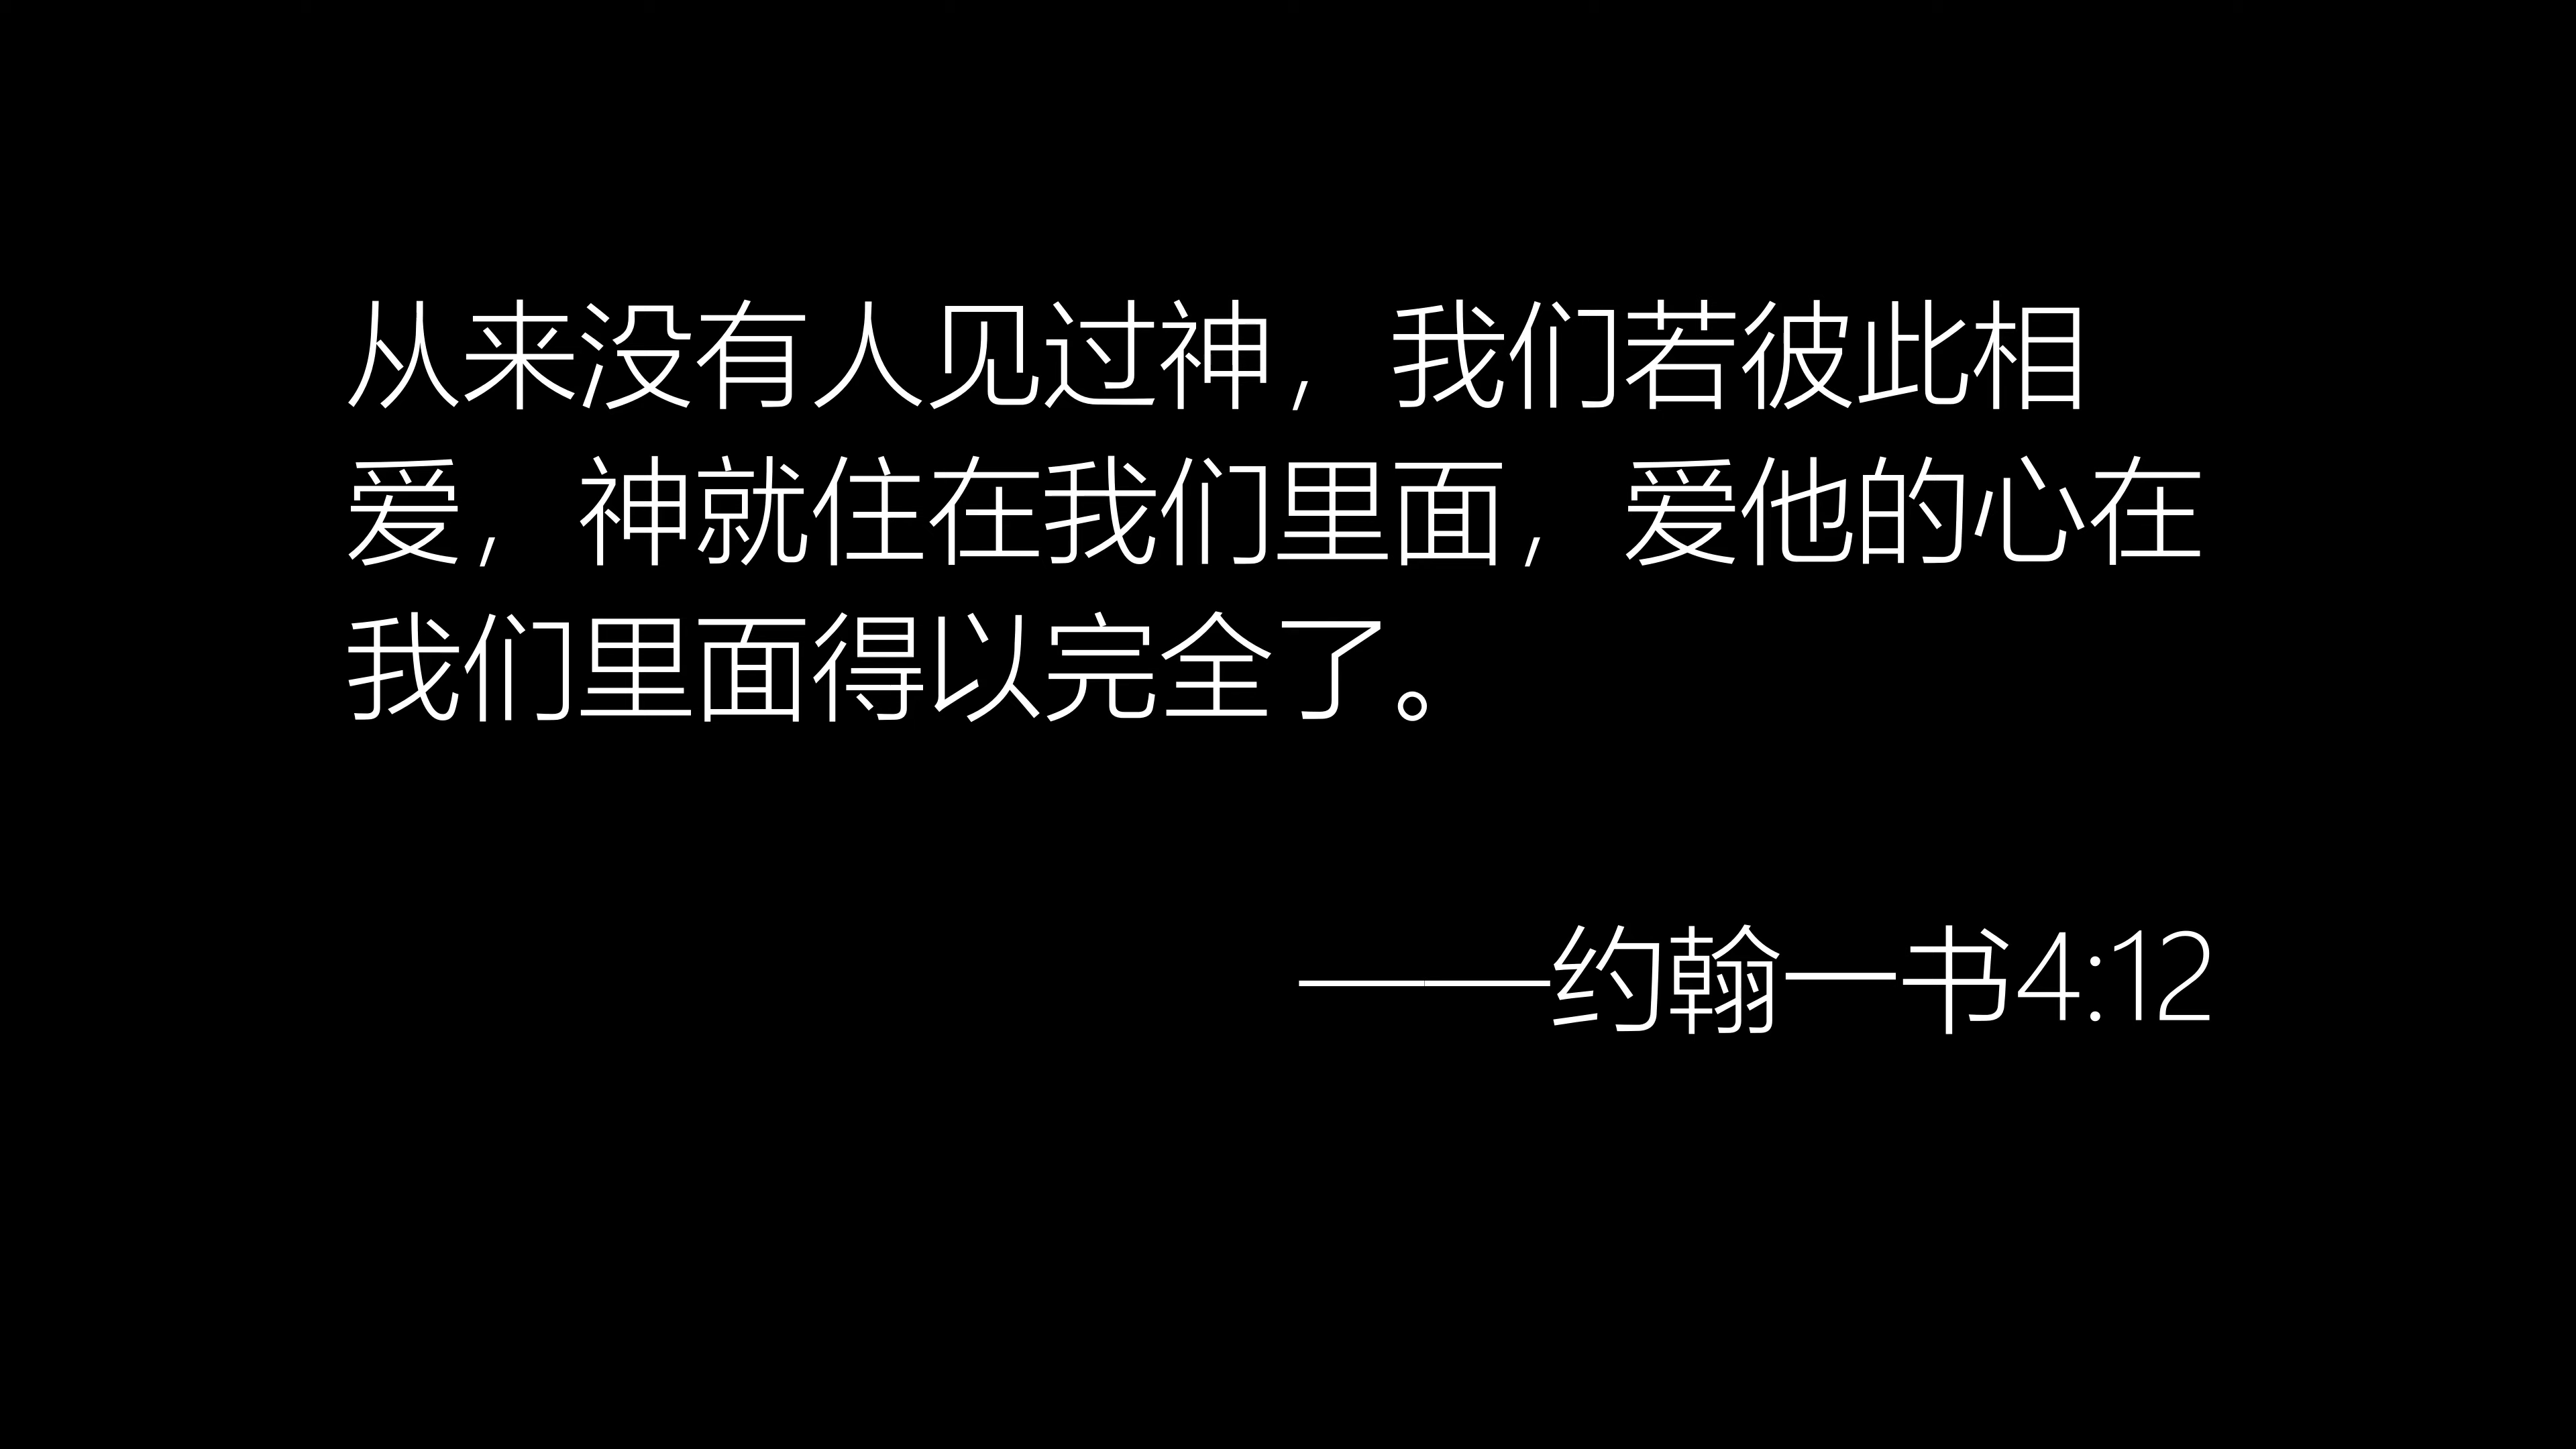 从来没有人见过神，我们若彼此相
爱，神就住在我们里面，爱他的心在
我们里面得以完全了。
——约翰一书4:12